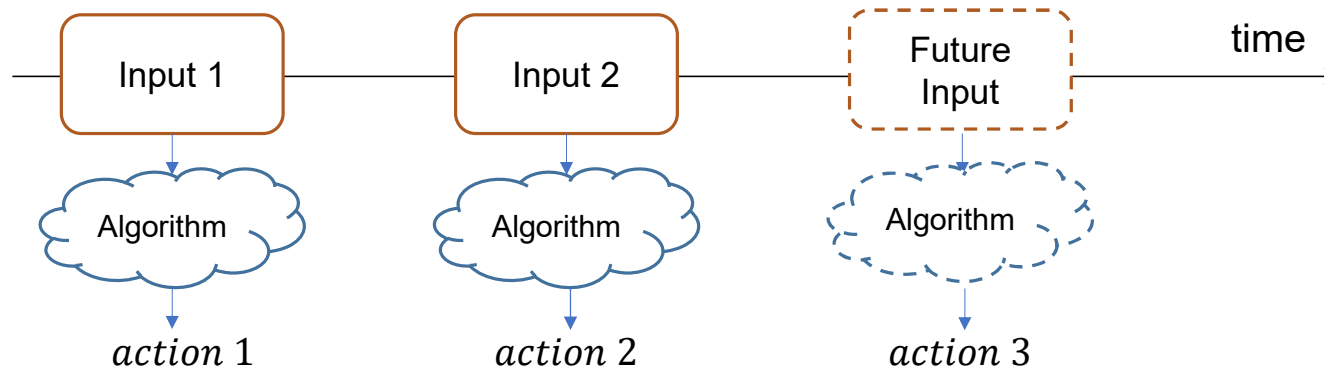 Input 1
Input 2
Future
Input
time
Algorithm
Algorithm
Algorithm
action 1
action 2
action 3